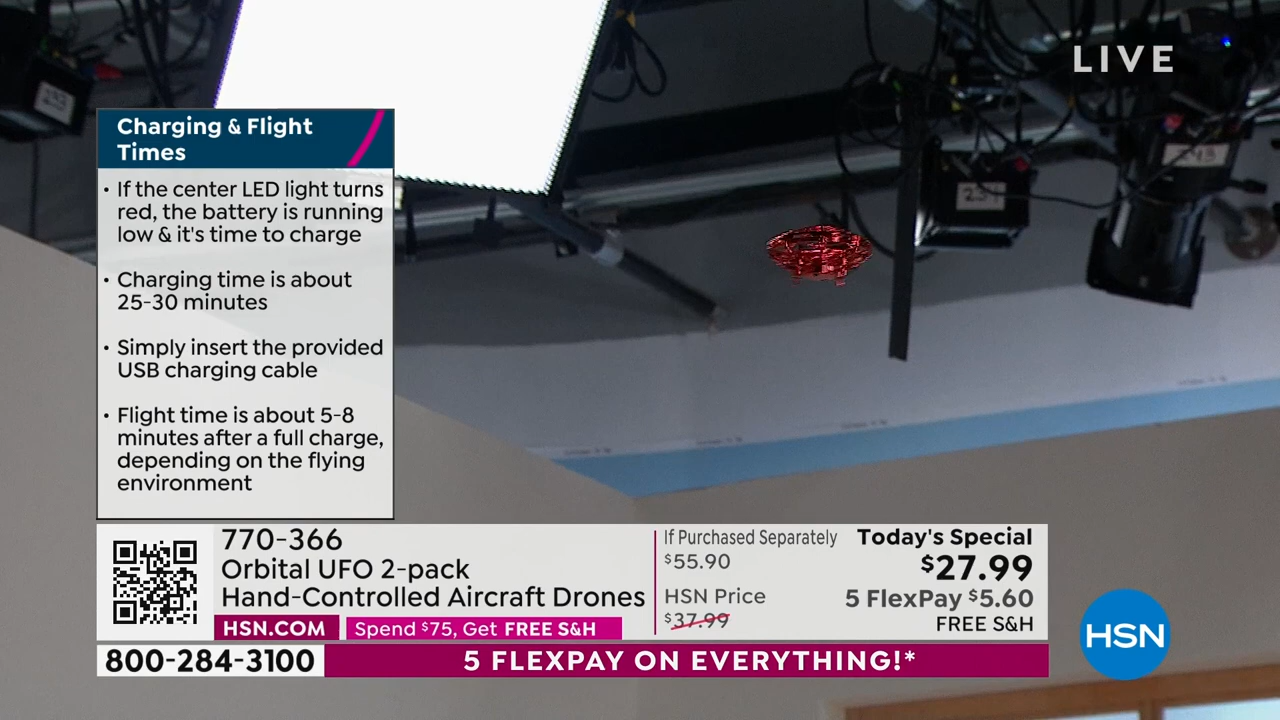 LIVE
Charging & Flight
Times
• If the center LED light turns
red, the battery is running
low & it's time to charge
• Charging time is about
25-30 minutes
• Simply insert the provided
USB charging cable
• Flight time is about 5-8
minutes after a full charge,
depending on the flying
environment
770-366
Orbital UFO 2-pack
Hand-Controlled Aircraft Drones
HSN.COM
Spend $75, Get FREE S&H
If Purchased Separately
$55.90
HSN Price
$37.99
Today's Special
$27.99
5 FlexPay $5.60
FREE S&H
HSN
800-284-3100
5 FLEXPAY ON EVERYTHING!*